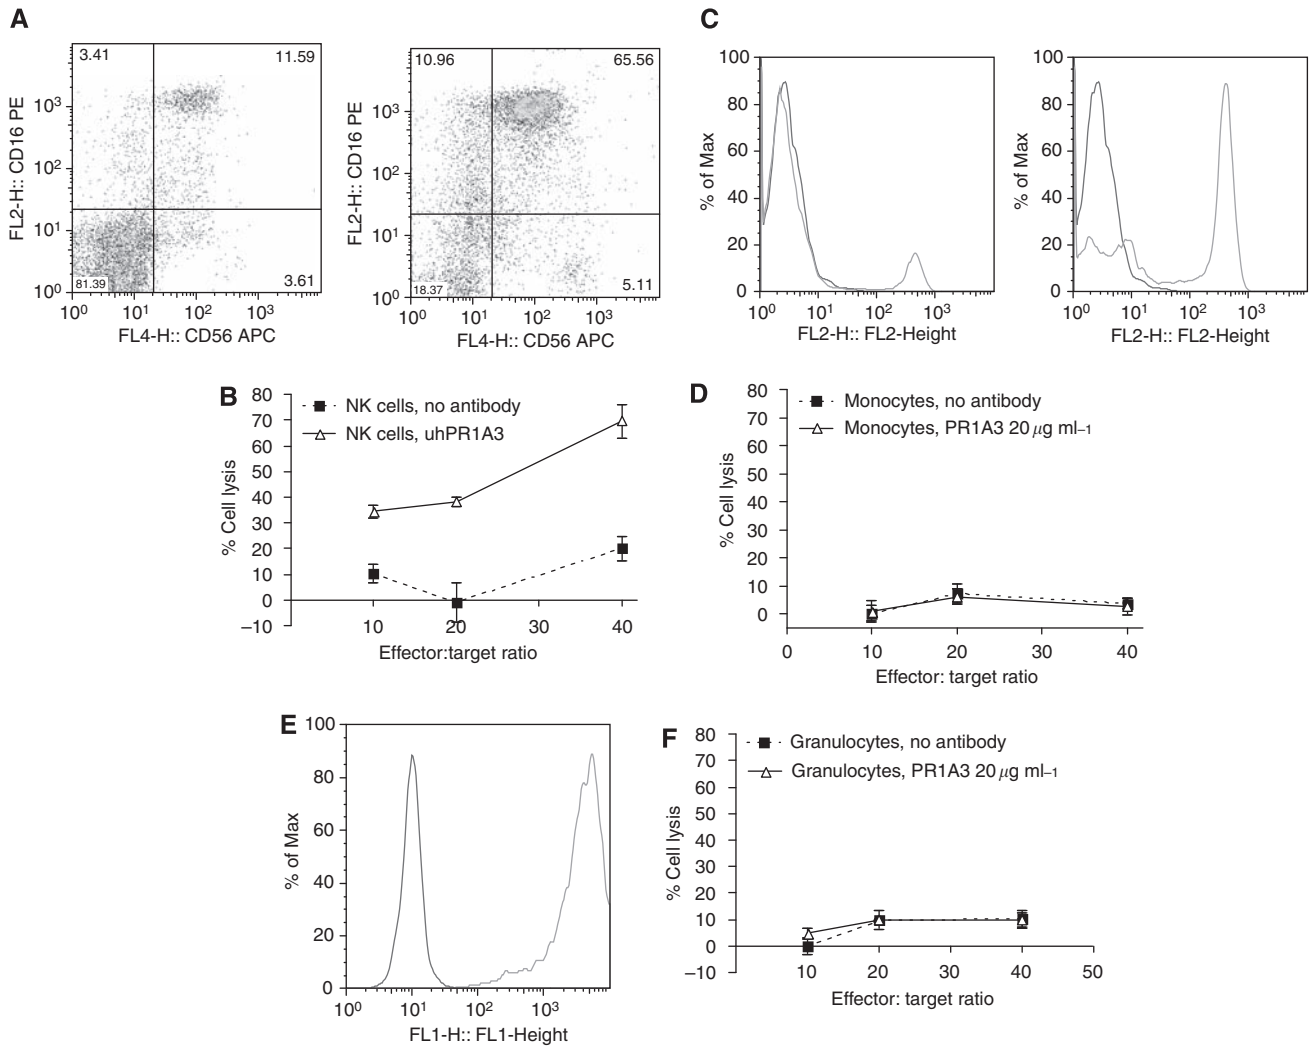 A
3.41 11.59
10³
10²
10¹
10⁰
81.39 3.61
10⁰ 10¹ 10² 10³
FL2-H:: CD16 PE
FL4-H:: CD56 APC
10.96 65.56
10³
10²
10¹
10⁰
18.37 5.11
10⁰ 10¹ 10² 10³
FL2-H:: CD16 PE
FL4-H:: CD56 APC
C
100
80
60
40
20
0
10⁰ 10¹ 10² 10³
% of Max
FL2-H:: FL2-Height
100
80
60
40
20
0
10⁰ 10¹ 10² 10³
% of Max
FL2-H:: FL2-Height
B
80
70
60
50
40
30
20
10
0
–10
% Cell lysis
NK cells, no antibody
NK cells, uhPR1A3
10 20 30 40
Effector:target ratio
D
80
70
60
50
40
30
20
10
0
% Cell lysis
Monocytes, no antibody
Monocytes, PR1A3 20 µg ml–1
0 10 20 30 40
Effector: target ratio
E
100
80
60
40
20
0
% of Max
10⁰ 10¹ 10² 10³
FL1-H:: FL1-Height
F
80
70
60
50
40
30
20
10
0
–10
% Cell lysis
Granulocytes, no antibody
Granulocytes, PR1A3 20 µg ml–1
10 20 30 40 50
Effector: target ratio